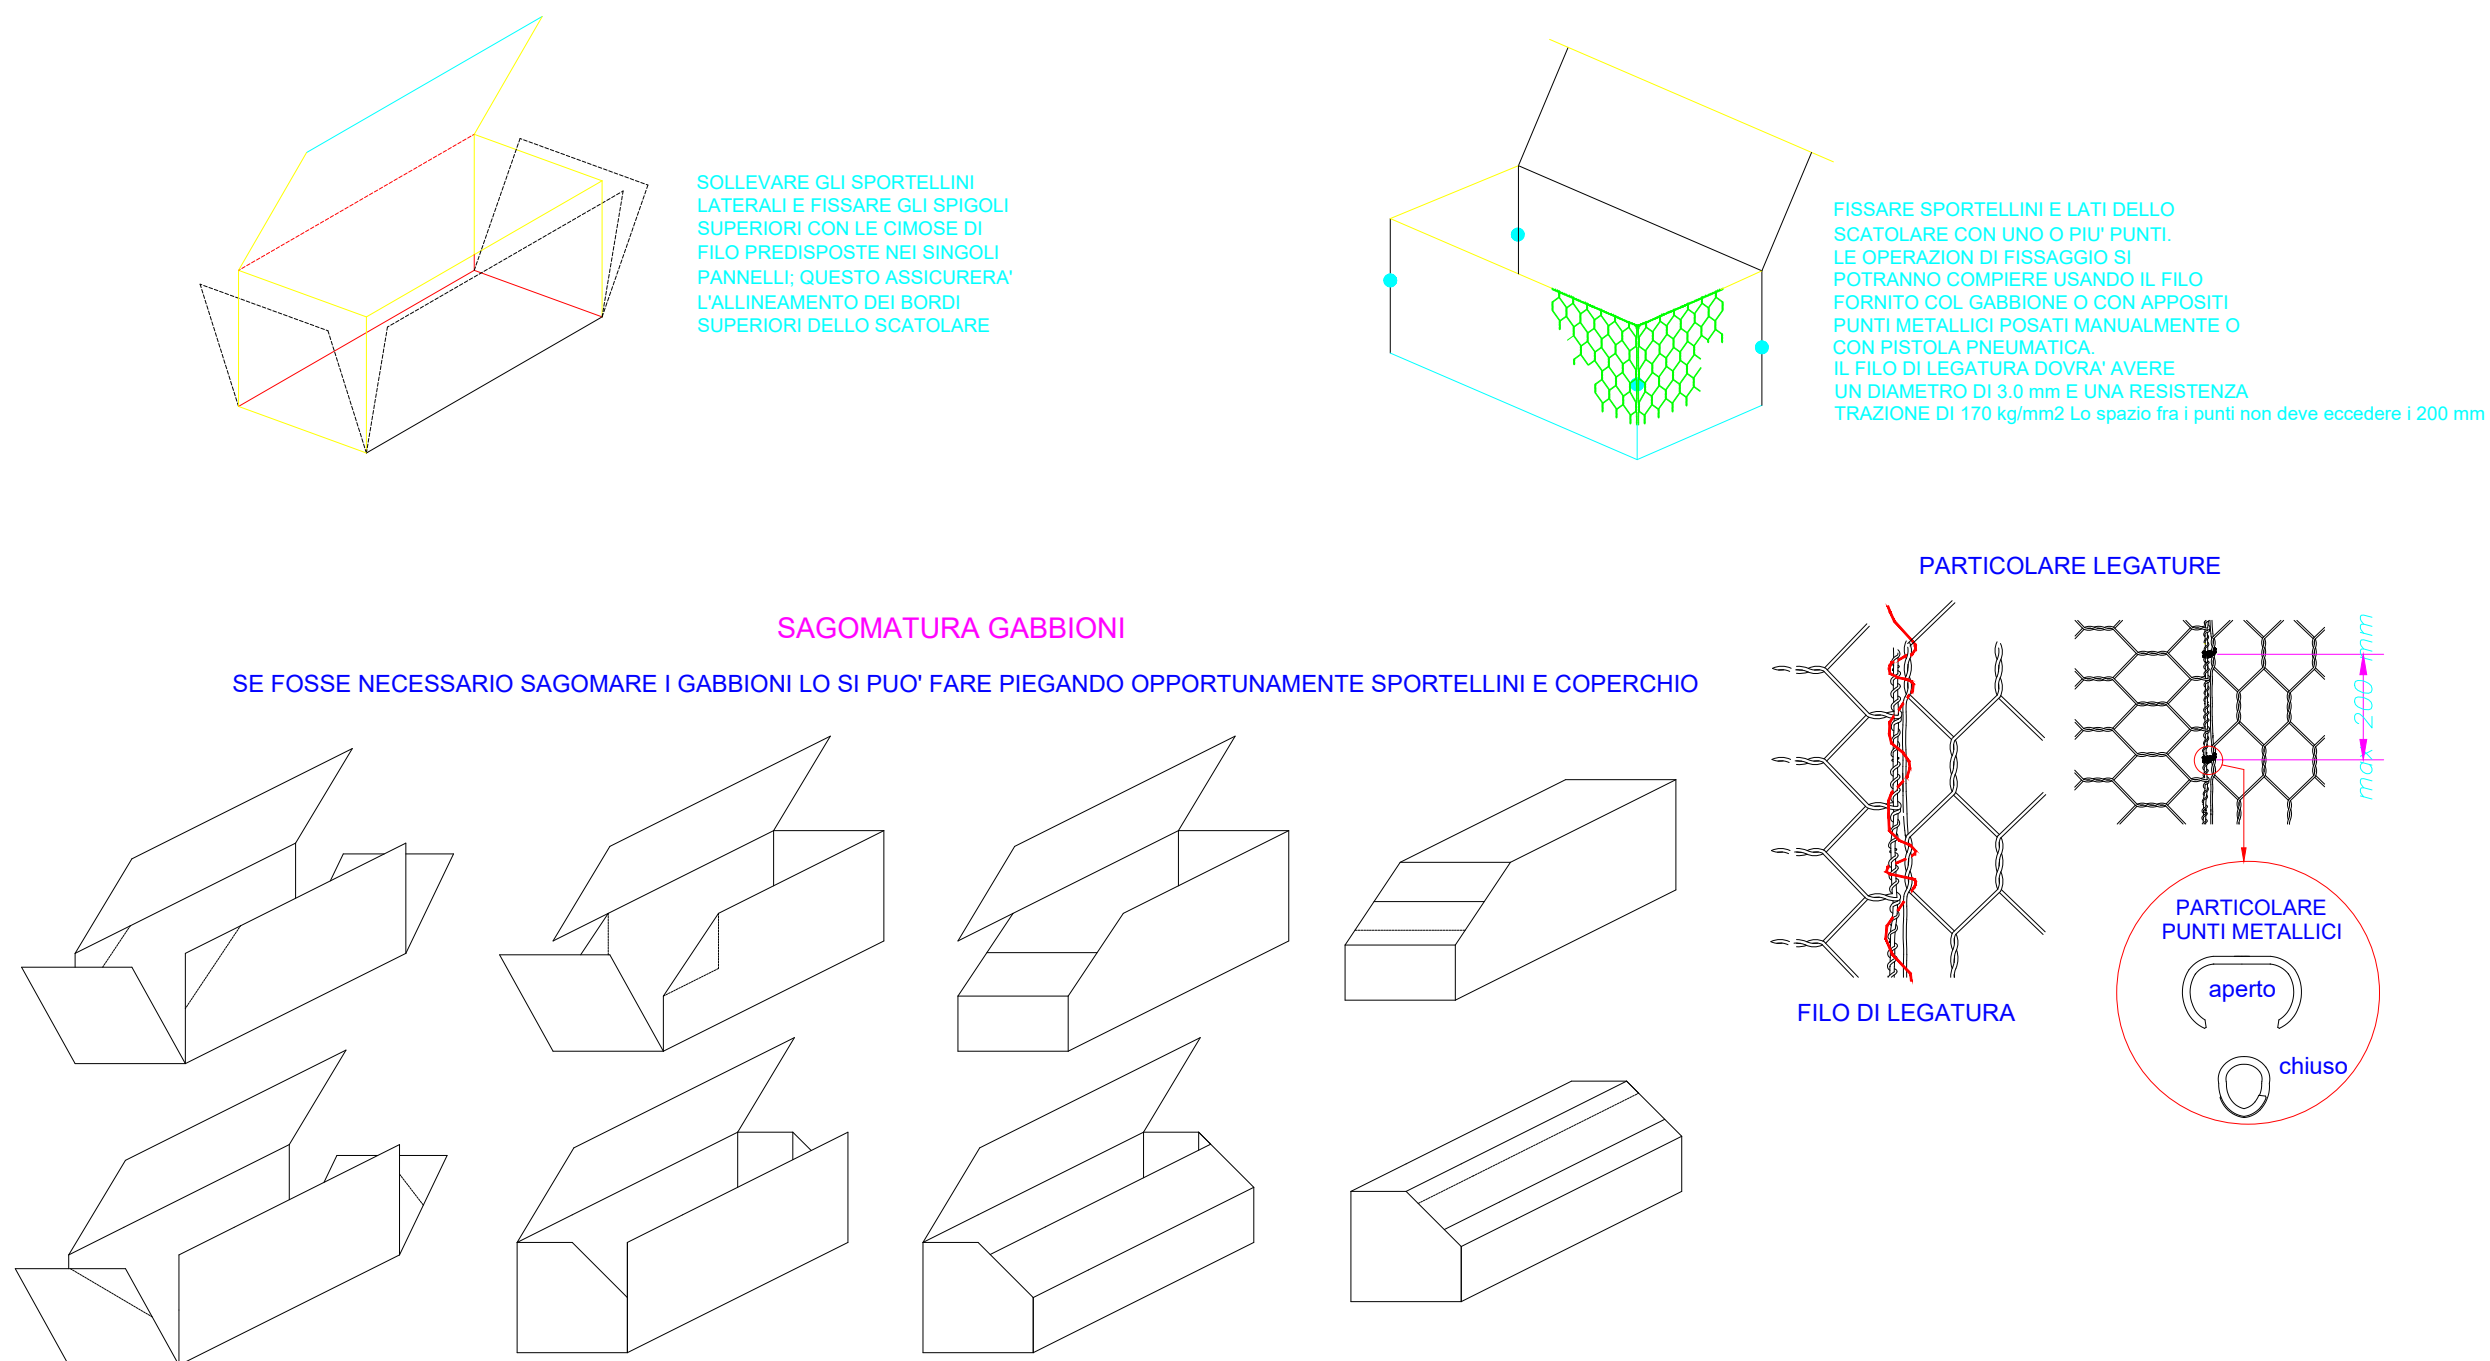 SOLLEVARE GLI SPORTELLINI
LATERALI E FISSARE GLI SPIGOLI
SUPERIORI CON LE CIMOSE DI
FILO PREDISPOSTE NEI SINGOLI
PANNELLI; QUESTO ASSICURERA'
L'ALLINEAMENTO DEI BORDI
SUPERIORI DELLO SCATOLARE
FISSARE SPORTELLINI E LATI DELLO
SCATOLARE CON UNO O PIU' PUNTI.
LE OPERAZION DI FISSAGGIO SI
POTRANNO COMPIERE USANDO IL FILO
FORNITO COL GABBIONE O CON APPOSITI
PUNTI METALLICI POSATI MANUALMENTE O
CON PISTOLA PNEUMATICA.
IL FILO DI LEGATURA DOVRA' AVERE
UN DIAMETRO DI 3.0 mm E UNA RESISTENZA
TRAZIONE DI 170 kg/mm2 Lo spazio fra i punti non deve eccedere i 200 mm
SAGOMATURA GABBIONI
SE FOSSE NECESSARIO SAGOMARE I GABBIONI LO SI PUO' FARE PIEGANDO OPPORTUNAMENTE SPORTELLINI E COPERCHIO
PARTICOLARE LEGATURE
max 200 mm
FILO DI LEGATURA
PARTICOLARE
PUNTI METALLICI
aperto
chiuso